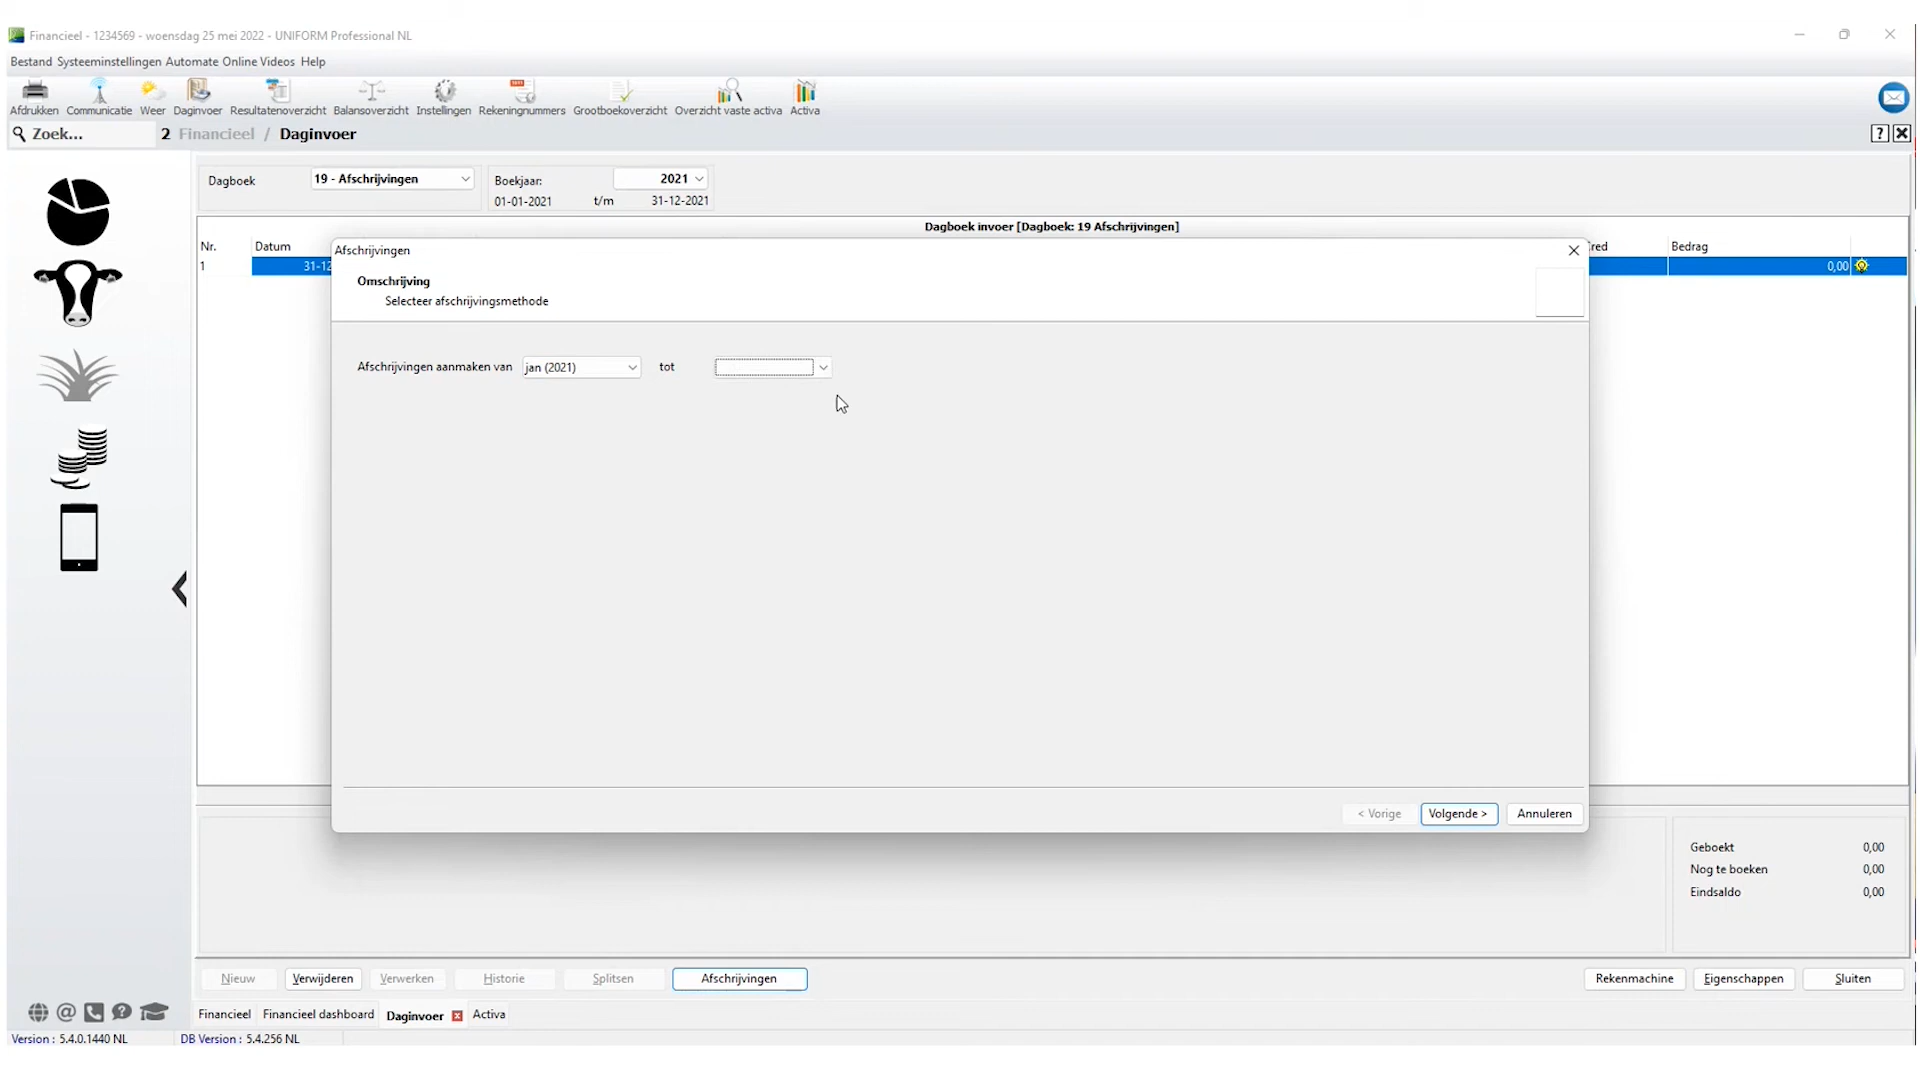 Financieel - 1234569 - woensdag 25 mei 2022 - UNIFORM Professional NL
Bestand Systeeminstellingen Automate Online Videos Help
Afdrukken Communicatie Weer Daginvoer Resultatenoverzicht Balansoverzicht Instellingen Rekeningnummers Grootboekoverzicht Overzicht vaste activa Activa
Zoek... 2 Financieel / Daginvoer
Dagboek 19 - Afschrijvingen Boekjaar: 2021
01-01-2021 t/m 31-12-2021
Dagboek invoer [Dagboek: 19 Afschrijvingen]
Nr. Datum Bedrag
1 31-12 0,00
Afschrijvingen
Omschrijving
Selecteer afschrijvingsmethode
Afschrijvingen aanmaken van jan (2021) tot
< Vorige Volgende > Annuleren
Geboekt 0,00
Nog te boeken 0,00
Eindsaldo 0,00
Nieuw Verwijderen Verwerken Historie Splitsen Afschrijvingen Rekenmachine Eigenschappen Sluiten
Financieel Financieel dashboard Daginvoer Activa
Version : 5.4.0.1440 NL DB Version : 5.4.256 NL